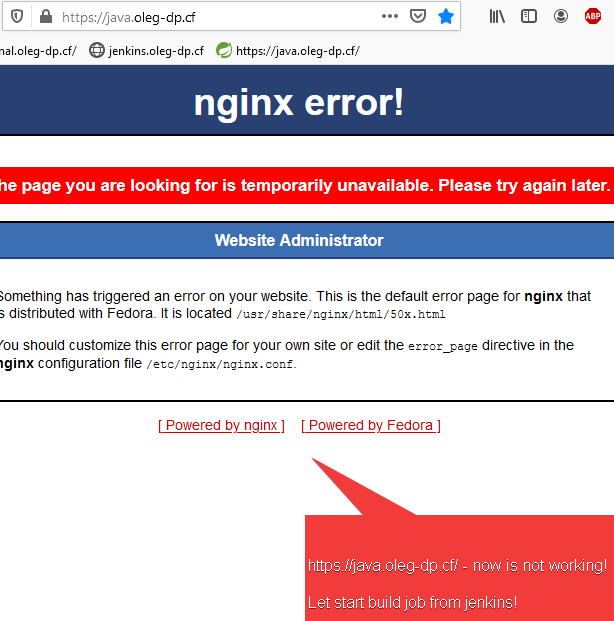 https://java.oleg-dp.cf
ABP
nal.oleg-dp.cf/ jenkins.oleg-dp.cf https://java.oleg-dp.cf/
nginx error!
he page you are looking for is temporarily unavailable. Please try again later.
Website Administrator
Something has triggered an error on your website. This is the default error page for nginx that
is distributed with Fedora. It is located /usr/share/nginx/html/50x.html
You should customize this error page for your own site or edit the error_page directive in the
nginx configuration file /etc/nginx/nginx.conf.
[ Powered by nginx ] [ Powered by Fedora ]
https://java.oleg-dp.cf/ - now is not working!
Let start build job from jenkins!